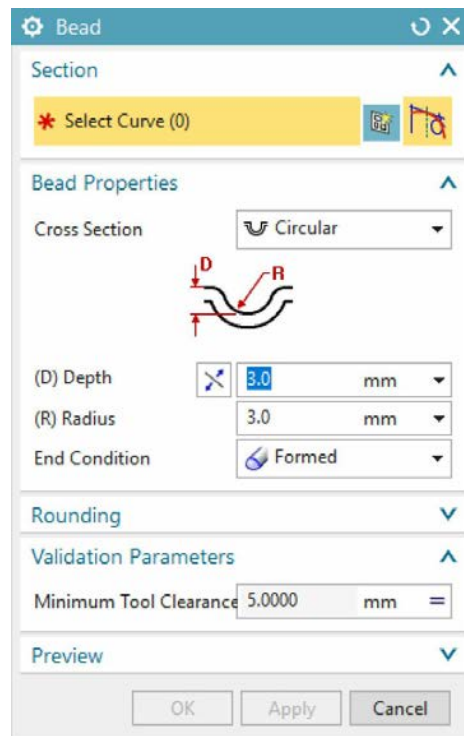 Bead
Section
* Select Curve (0)
Bead Properties
Cross Section Circular
D
R
(D) Depth 3.0 mm
(R) Radius 3.0 mm
End Condition Formed
Rounding
Validation Parameters
Minimum Tool Clearance 5.0000 mm =
Preview
OK Apply Cancel